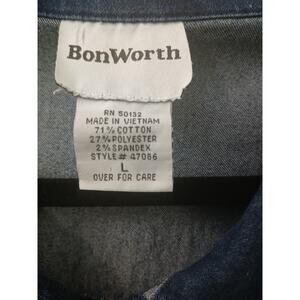 BonWorth
RN 50132
MADE IN VIETNAM
71% COTTON
27% POLYESTER
2% SPANDEX
STYLE# 47086
L
OVER FOR CARE